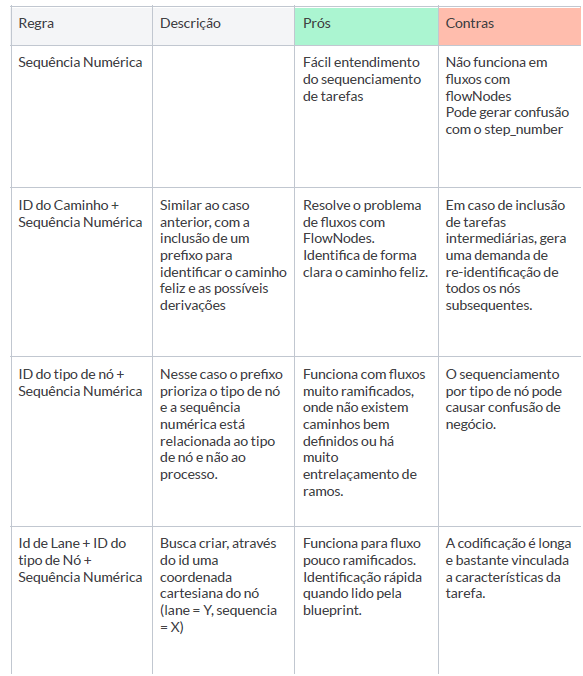 Regra
Descrição
Prós
Contras
Sequência Numérica
Fácil entendimento
do sequenciamento
de tarefas
Não funciona em
fluxos com
flowNodes
Pode gerar confusão
com o step_number
ID do Caminho +
Sequência Numérica
Similar ao caso
anterior, com a
inclusão de um
prefixo para
identificar o caminho
feliz e as possíveis
derivações
Resolve o problema
de fluxos com
FlowNodes.
Identifica de forma
clara o caminho feliz.
Em caso de inclusão
de tarefas
intermediárias, gera
uma demanda de
re-identificação de
todos os nós
subsequentes.
ID do tipo de nó +
Sequência Numérica
Nesse caso o prefixo
prioriza o tipo de nó
e a sequência
numérica está
relacionada ao tipo
de nó e não ao
processo.
Funciona com fluxos
muito ramificados,
onde não existem
caminhos bem
definidos ou há
muito
entrelaçamento de
ramos.
O sequenciamento
por tipo de nó pode
causar confusão de
negócio.
Id de Lane + ID do
tipo de Nó +
Sequência Numérica
Busca criar, através
do id uma
coordenada
cartesiana do nó
(lane = Y, sequencia
= X)
Funciona para fluxo
pouco ramificados.
Identificação rápida
quando lido pela
blueprint.
A codificação é longa
e bastante vinculada
a características da
tarefa.